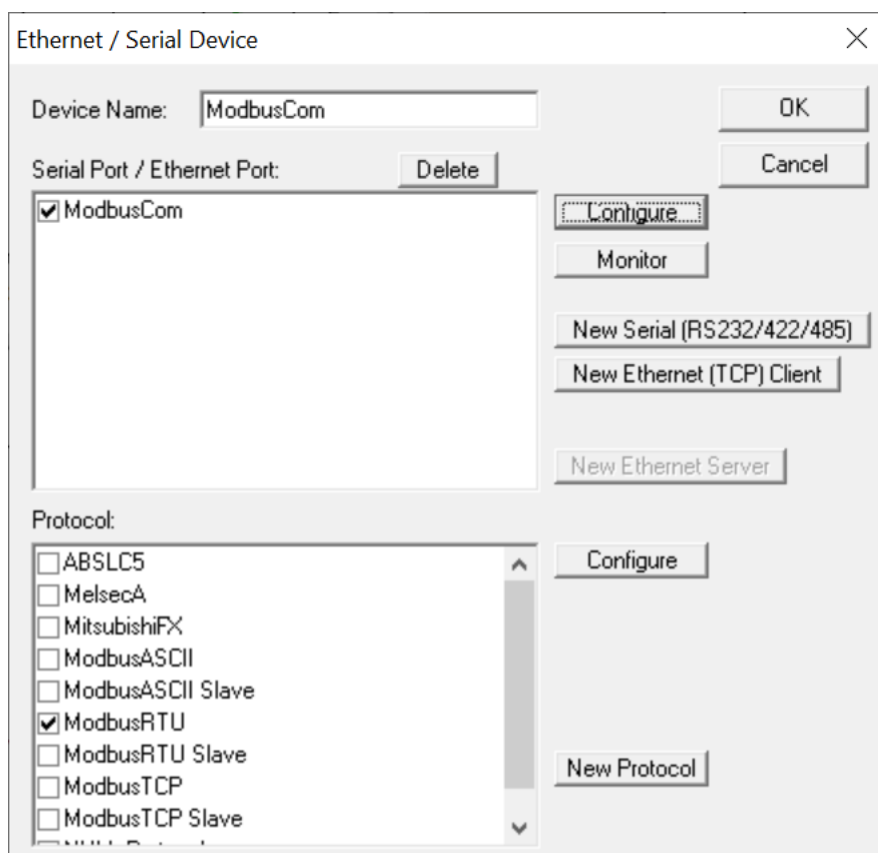 Ethernet / Serial Device
Device Name:
ModbusCom
OK
Cancel
Serial Port / Ethernet Port:
Delete
ModbusCom
Configure
Monitor
New Serial (RS232/422/485)
New Ethernet (TCP) Client
New Ethernet Server
Protocol:
ABSLC5
MelsecA
MitsubishiFX
ModbusASCII
ModbusASCII Slave
ModbusRTU
ModbusRTU Slave
ModbusTCP
ModbusTCP Slave
Configure
New Protocol